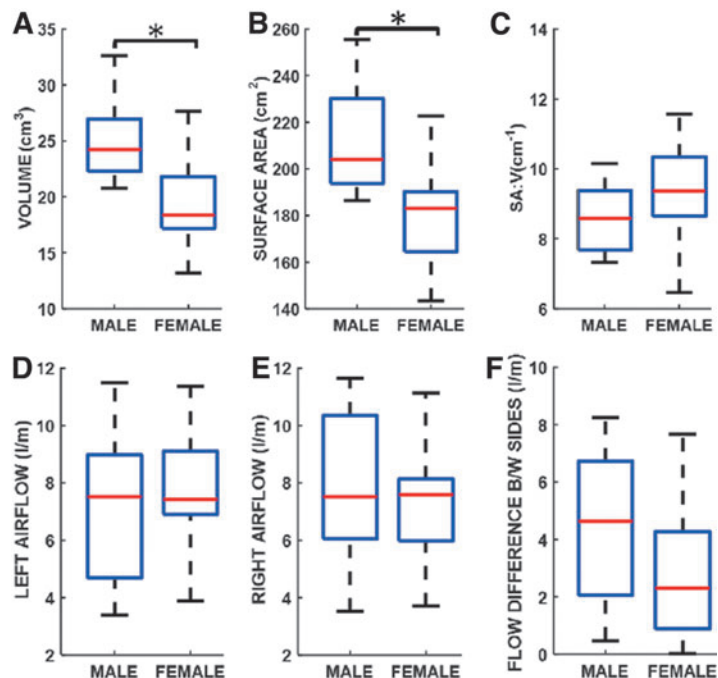 A
*
VOLUME (cm³)
35
30
25
20
15
10
MALE FEMALE
B
*
SURFACE AREA (cm²)
260
240
220
200
180
160
140
MALE FEMALE
C
SA:V(cm⁻¹)
14
12
10
8
6
MALE FEMALE
D
LEFT AIRFLOW (l/m)
12
10
8
6
4
2
MALE FEMALE
E
RIGHT AIRFLOW (l/m)
12
10
8
6
4
2
MALE FEMALE
F
FLOW DIFFERENCE B/W SIDES (l/m)
10
8
6
4
2
0
MALE FEMALE